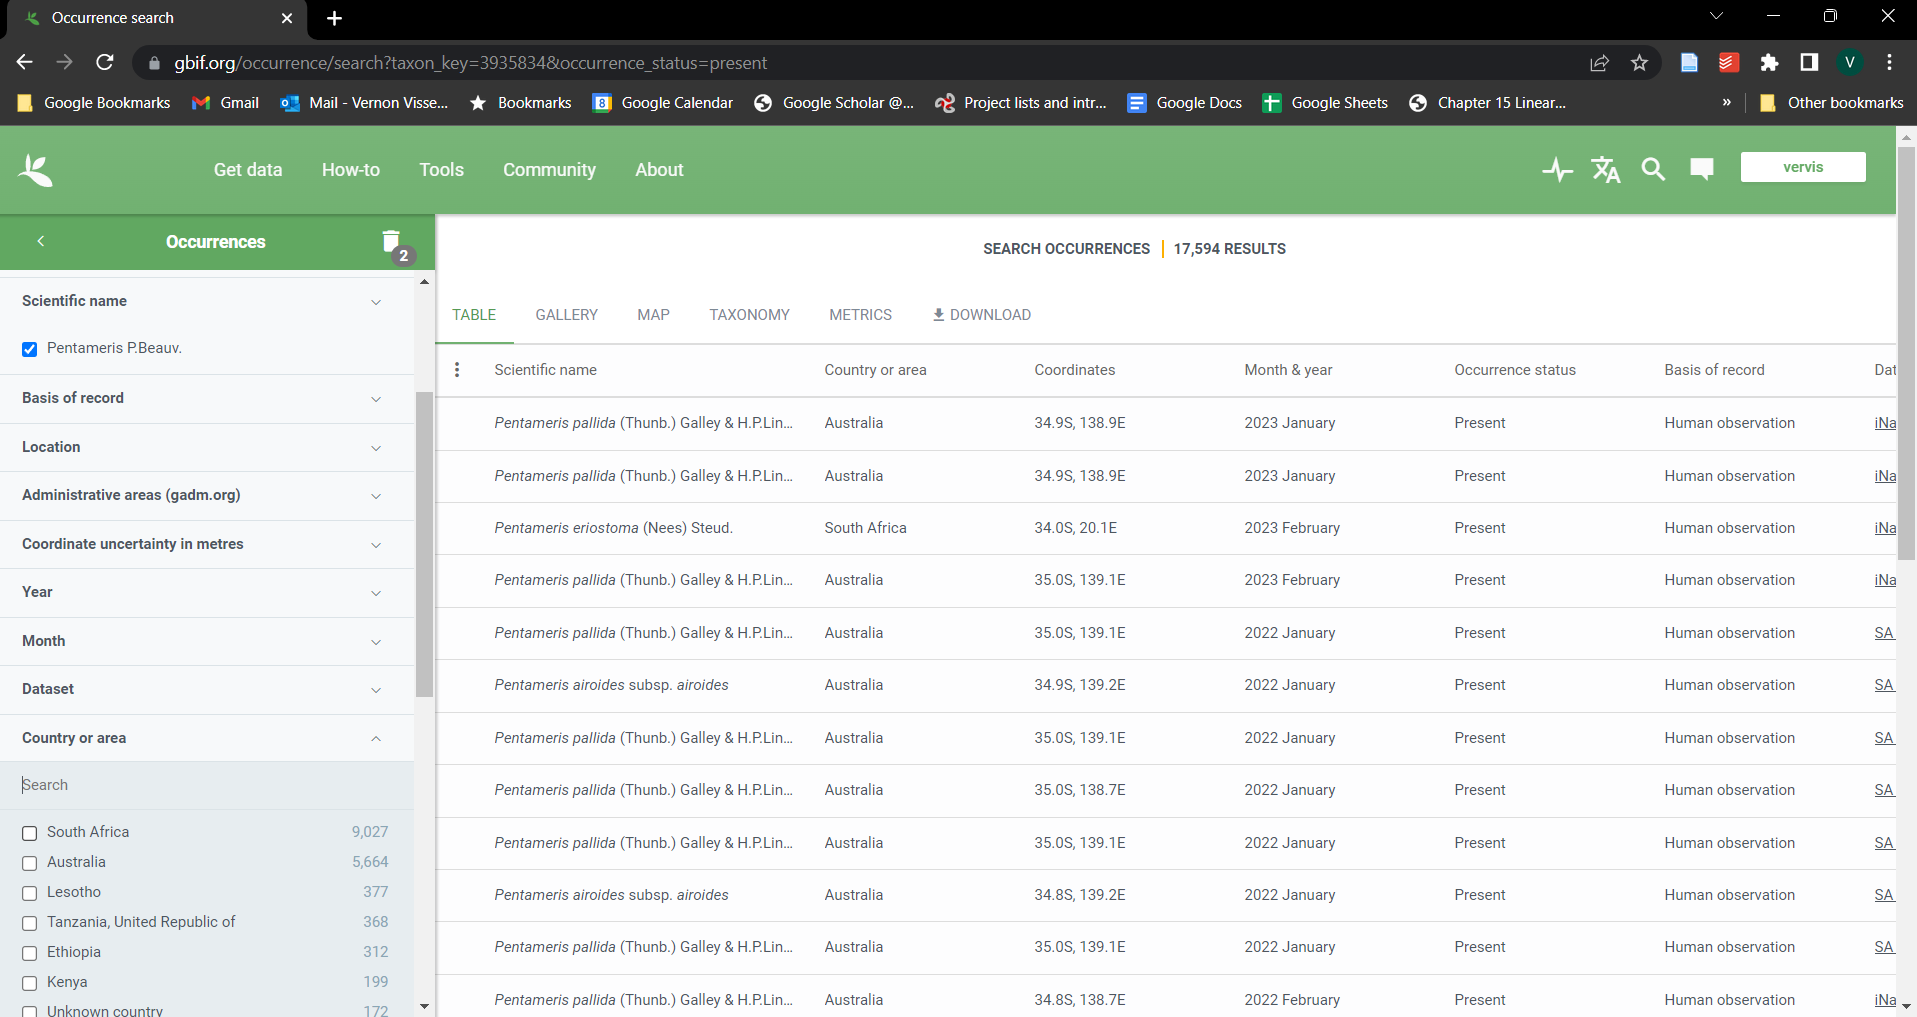 Occurrence search
gbif.org/occurrence/search?taxon_key=3935834&occurrence_status=present
V
Google Bookmarks Gmail Mail - Vernon Visse... Bookmarks 8 Google Calendar Google Scholar @... Project lists and intr... Google Docs Google Sheets Chapter 15 Linear... » Other bookmarks
Get data How-to Tools Community About vervis
Occurrences 2
Scientific name
Pentameris P.Beauv.
Basis of record
Location
Administrative areas (gadm.org)
Coordinate uncertainty in metres
Year
Month
Dataset
Country or area
Search
South Africa 9,027
Australia 5,664
Lesotho 377
Tanzania, United Republic of 368
Ethiopia 312
Kenya 199
Unknown country 172
SEARCH OCCURRENCES | 17,594 RESULTS
TABLE GALLERY MAP TAXONOMY METRICS DOWNLOAD
Scientific name Country or area Coordinates Month & year Occurrence status Basis of record Dat
Pentameris pallida (Thunb.) Galley & H.P.Lin... Australia 34.9S, 138.9E 2023 January Present Human observation iNa
Pentameris pallida (Thunb.) Galley & H.P.Lin... Australia 34.9S, 138.9E 2023 January Present Human observation iNa
Pentameris eriostoma (Nees) Steud. South Africa 34.0S, 20.1E 2023 February Present Human observation iNa
Pentameris pallida (Thunb.) Galley & H.P.Lin... Australia 35.0S, 139.1E 2023 February Present Human observation iNa
Pentameris pallida (Thunb.) Galley & H.P.Lin... Australia 35.0S, 139.1E 2022 January Present Human observation SA
Pentameris airoides subsp. airoides Australia 34.9S, 139.2E 2022 January Present Human observation SA
Pentameris pallida (Thunb.) Galley & H.P.Lin... Australia 35.0S, 139.1E 2022 January Present Human observation SA
Pentameris pallida (Thunb.) Galley & H.P.Lin... Australia 35.0S, 138.7E 2022 January Present Human observation SA
Pentameris pallida (Thunb.) Galley & H.P.Lin... Australia 35.0S, 139.1E 2022 January Present Human observation SA
Pentameris airoides subsp. airoides Australia 34.8S, 139.2E 2022 January Present Human observation SA
Pentameris pallida (Thunb.) Galley & H.P.Lin... Australia 35.0S, 139.1E 2022 January Present Human observation SA
Pentameris pallida (Thunb.) Galley & H.P.Lin... Australia 34.8S, 138.7E 2022 February Present Human observation iNa